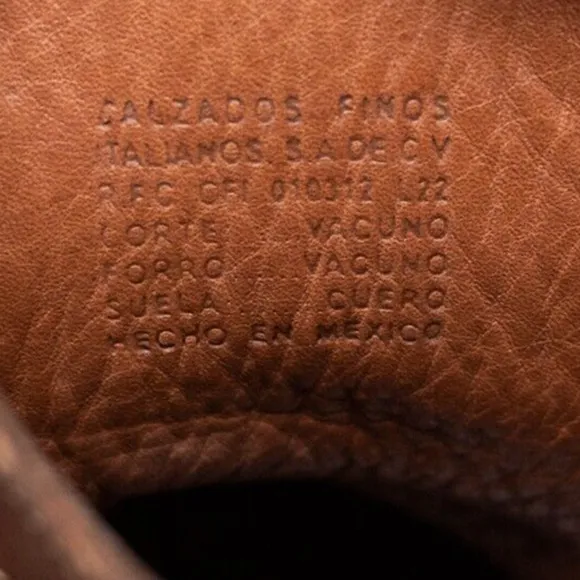 CALZADOS FINOS
ITALIANOS. S.A. DE C V
R.F.C. CFI 010312 L22
CORTE VACUNO
FORRO ... VACUNO
SUELA CUERO
HECHO EN MEXICO